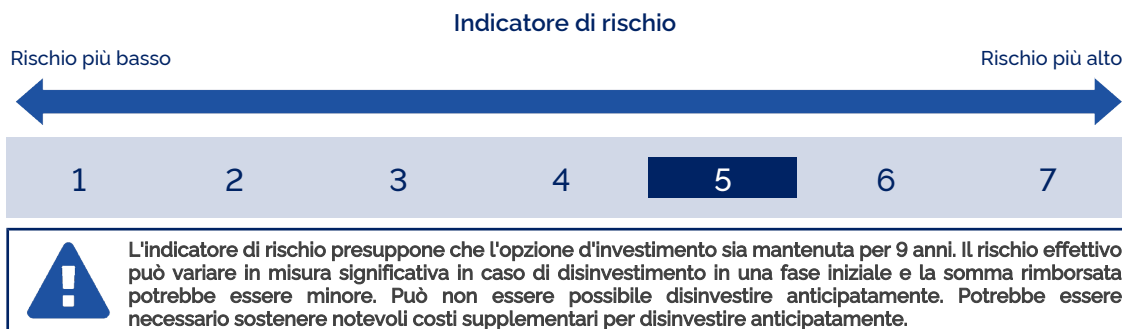 Indicatore di rischio
Rischio più basso Rischio più alto
1 2 3 4 5 6 7
L'indicatore di rischio presuppone che l'opzione d'investimento sia mantenuta per 9 anni. Il rischio effettivo
può variare in misura significativa in caso di disinvestimento in una fase iniziale e la somma rimborsata
potrebbe essere minore. Può non essere possibile disinvestire anticipatamente. Potrebbe essere
necessario sostenere notevoli costi supplementari per disinvestire anticipatamente.